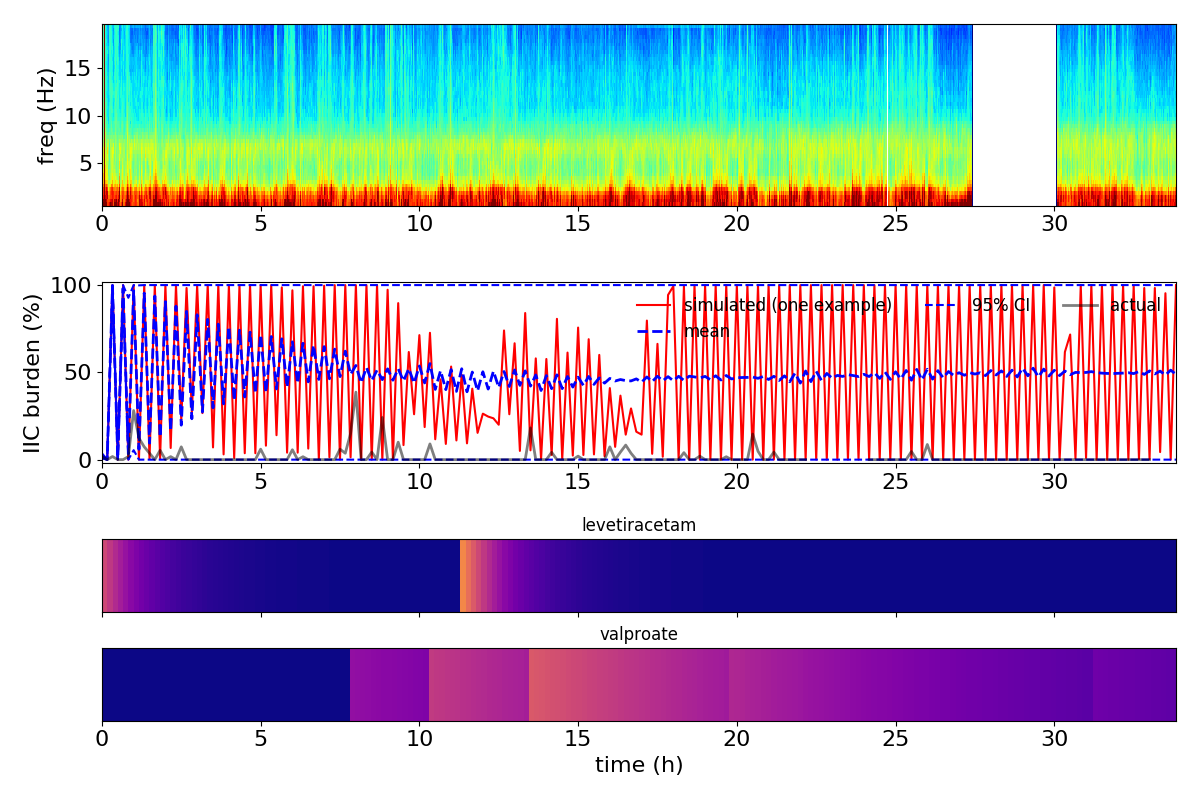 freq (Hz)
15
10
5
0 5 10 15 20 25 30
IIC burden (%)
100
50
0
simulated (one example) 95% CI actual
mean
0 5 10 15 20 25 30
levetiracetam
valproate
0 5 10 15 20 25 30
time (h)